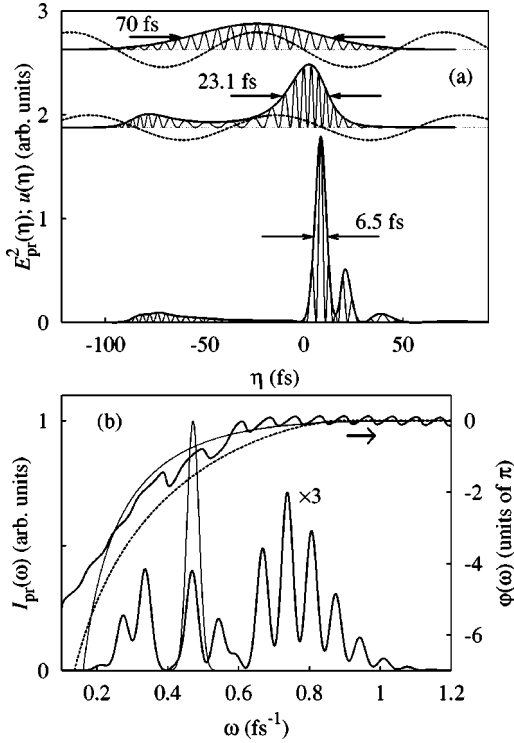 3
70 fs
(a)
23.1 fs
2
E²pr(η); u(η) (arb. units)
1
6.5 fs
0
-100 -50 0 50
η (fs)
1
(b)
0
×3
-2
Ipr(ω) (arb. units)
φ(ω) (units of π)
-4
-6
0
0.2 0.4 0.6 0.8 1 1.2
ω (fs⁻¹)